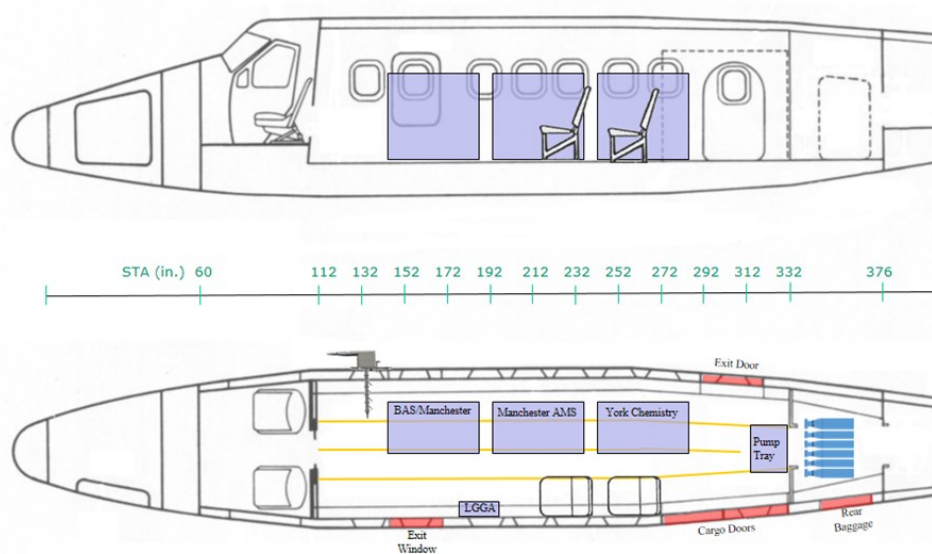 STA (in.) 60 112 132 152 172 192 212 232 252 272 292 312 332 376
Exit Door
BAS/Manchester Manchester AMS York Chemistry
Pump
Tray
LGGA
Exit
Window
Cargo Doors
Rear
Baggage